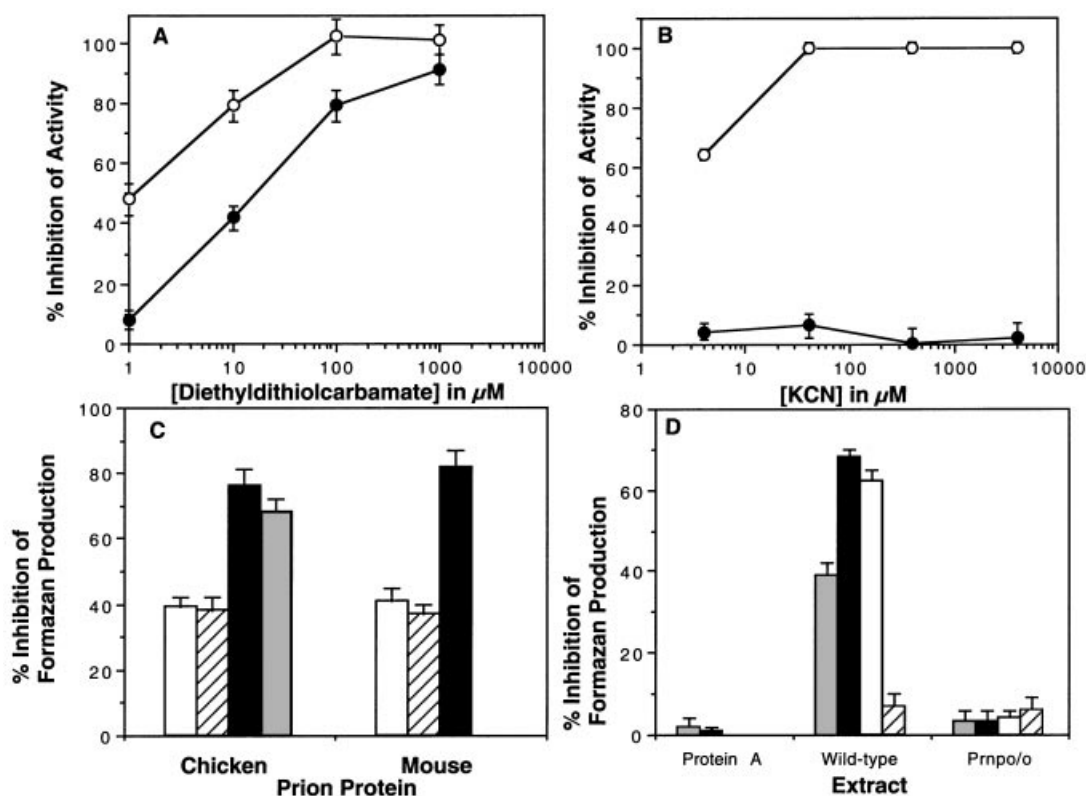 A
% Inhibition of Activity
100
80
60
40
20
0
1
10
100
1000
10000
[Diethyldithiolcarbamate] in µM
B
% Inhibition of Activity
100
80
60
40
20
0
1
10
100
1000
10000
[KCN] in µM
C
% Inhibition of
Formazan Production
100
80
60
40
20
0
Chicken
Mouse
Prion Protein
D
% Inhibition of
Formazan Production
80
60
40
20
0
Protein A
Wild-type
Prnpo/o
Extract